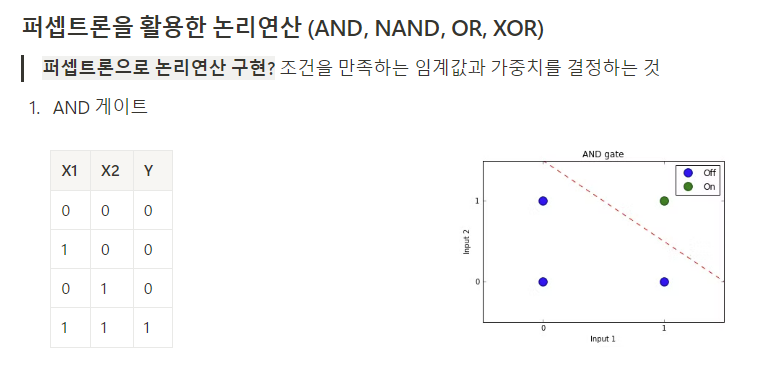 퍼셉트론을 활용한 논리연산 (AND, NAND, OR, XOR)
퍼셉트론으로 논리연산 구현? 조건을 만족하는 임계값과 가중치를 결정하는 것
1. AND 게이트
X1 X2 Y
0 0 0
1 0 0
0 1 0
1 1 1
AND gate
Off
On
Input 2
1
0
0 1
Input 1